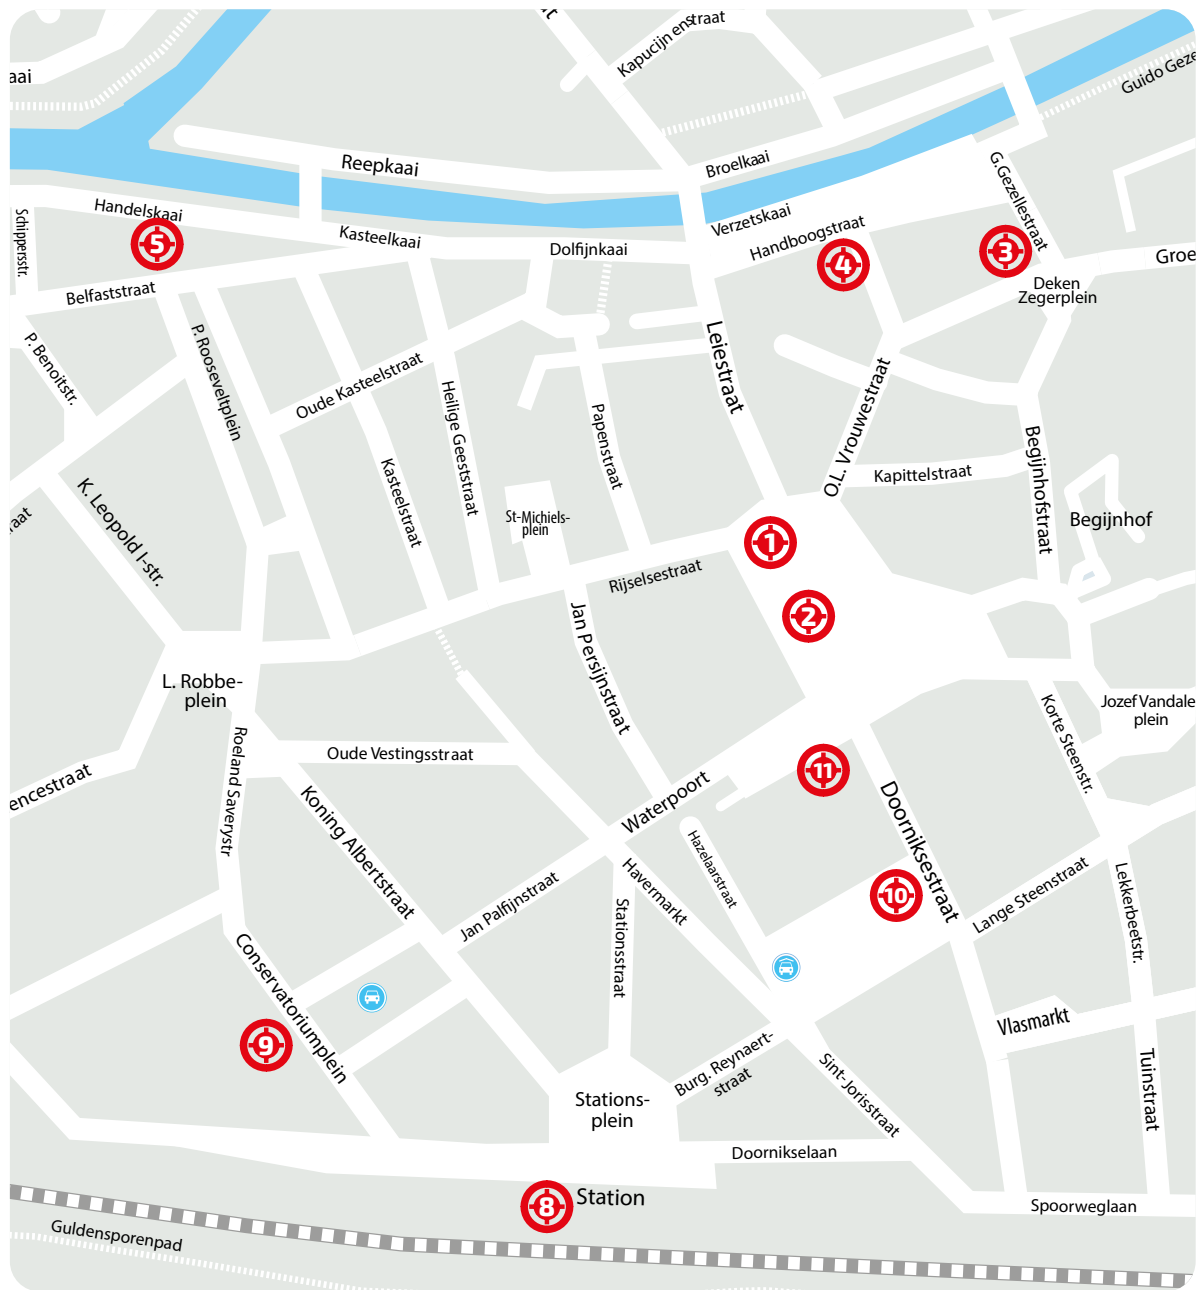 aai
Kapucijnenstraat
Guido Geze
Reepkaai
Broelkaai
G.Gezellestraat
Handelskaai
Schippersstr.
Kasteelkaai
Dolfijnkaai
Verzetskaai
Handboogstraat
5
4
3
Groe
Deken
Zegerplein
Belfaststraat
P. Benoitstr.
P. Rooseveltplein
Oude Kasteelstraat
Heilige Geeststraat
Leiestraat
O.L. Vrouwestraat
Papenstraat
Kasteelstraat
Kapittelstraat
Begijnhofstraat
Begijnhof
raat
K. Leopold I-str.
St-Michiels-
plein
1
Rijselsestraat
2
Jan Persijnstraat
L. Robbe-
plein
Jozef Vandale
plein
Korte Steenstr.
Roeland Saverystr
Oude Vestingsstraat
encestraat
Koning Albertstraat
Waterpoort
11
Doorniksestraat
Hazelaarstraat
Havermarkt
Jan Palfijnstraat
Stationsstraat
10
Lange Steenstraat
Lekkerbeetstr.
Conservatoriumplein
9
Vlasmarkt
Burg. Reynaert-
straat
Sint-Jorisstraat
Tuinstraat
Stations-
plein
Doornikselaan
8
Station
Spoorweglaan
Guldensporenpad